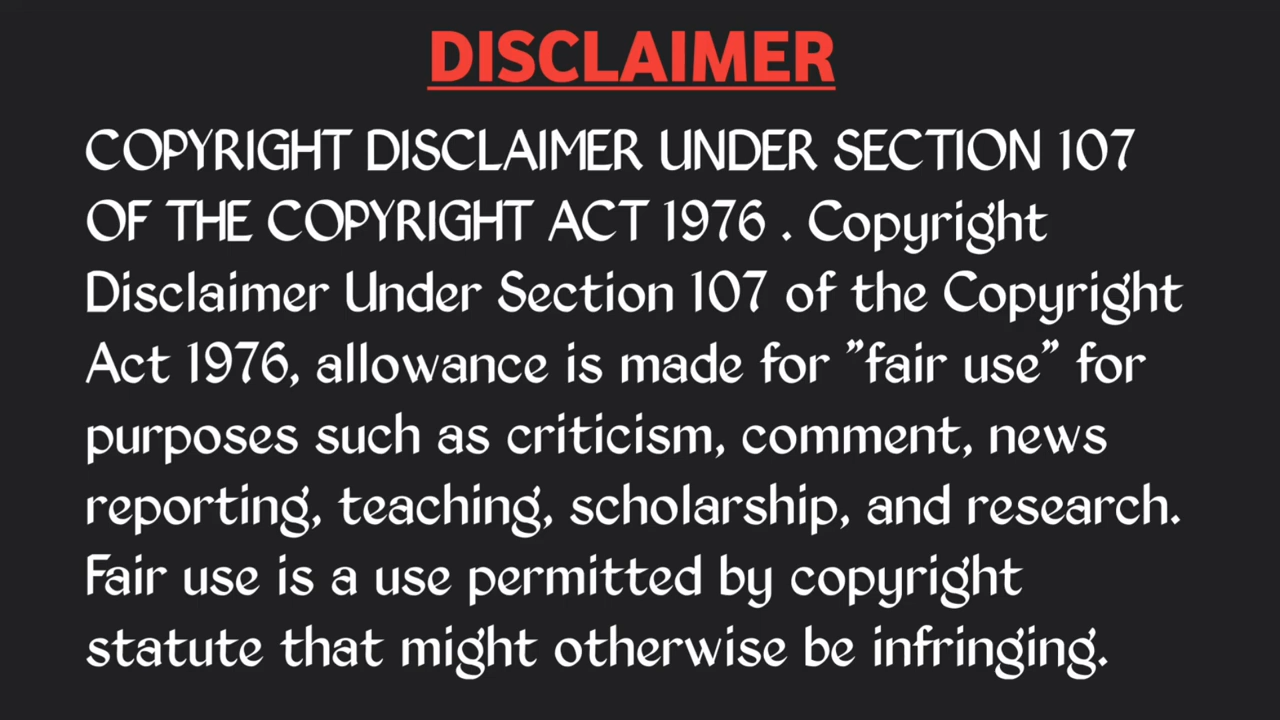 DISCLAIMER
COPYRIGHT DISCLAIMER UNDER SECTION 107
OF THE COPYRIGHT ACT 1976 . Copyright
Disclaimer Under Section 107 of the Copyright
Act 1976, allowance is made for "fair use" for
purposes such as criticism, comment, news
reporting, teaching, scholarship, and research.
Fair use is a use permitted by copyright
statute that might otherwise be infringing.